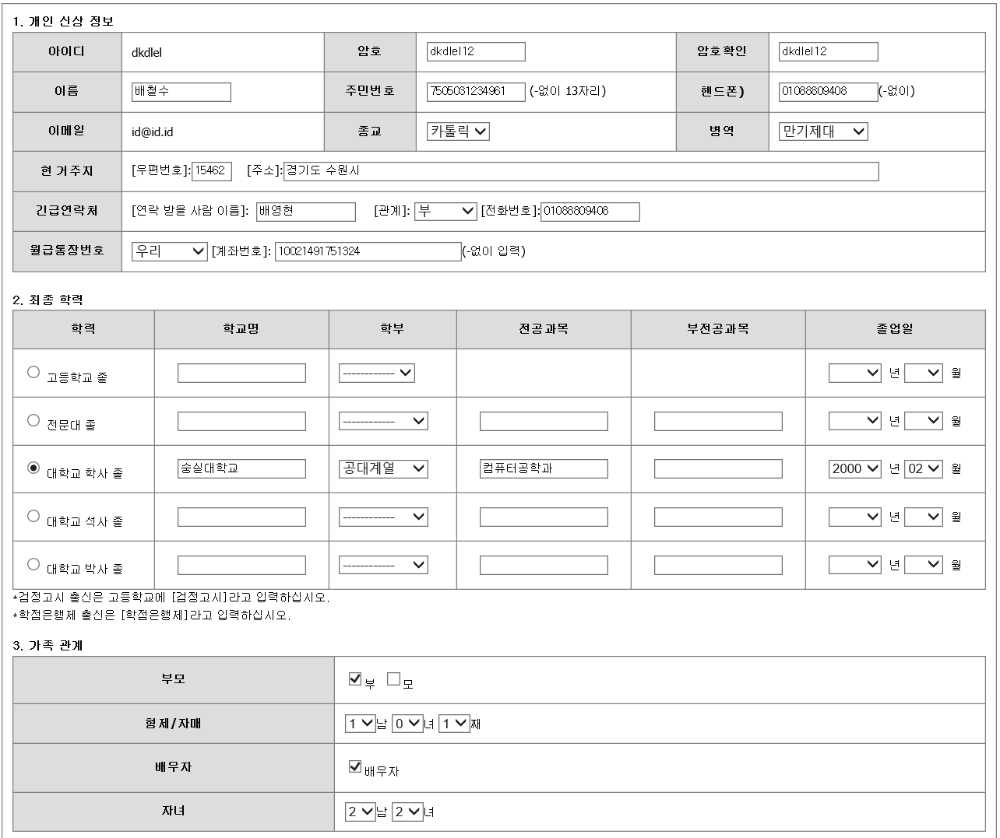 1. 개인 신상 정보
아이디 dkdlel 암호 dkdlel12 암호확인 dkdlel12
이름 배철수 주민번호 7505031234961 (-없이 13자리) 핸드폰) 01088809408 (-없이)
이메일 id@id.id 종교 카톨릭 병역 만기제대
현 거주지 [우편번호]: 15462 [주소]: 경기도 수원시
긴급연락처 [연락 받을 사람 이름]: 배영현 [관계]: 부 [전화번호]: 01088809408
월급통장번호 우리 [계좌번호]: 10021491751324 (-없이 입력)
2. 최종 학력
학력 학교명 학부 전공과목 부전공과목 졸업일
고등학교 졸 ------------ 년 월
전문대 졸 ------------ 년 월
대학교 학사 졸 숭실대학교 공대계열 컴퓨터공학과 2000 년 02 월
대학교 석사 졸 ------------ 년 월
대학교 박사 졸 ------------ 년 월
*검정고시 출신은 고등학교에 [검정고시]라고 입력하십시오.
*학점은행제 출신은 [학점은행제]라고 입력하십시오.
3. 가족 관계
부모 부 모
형제/자매 1 남 0 녀 1 째
배우자 배우자
자녀 2 남 2 녀